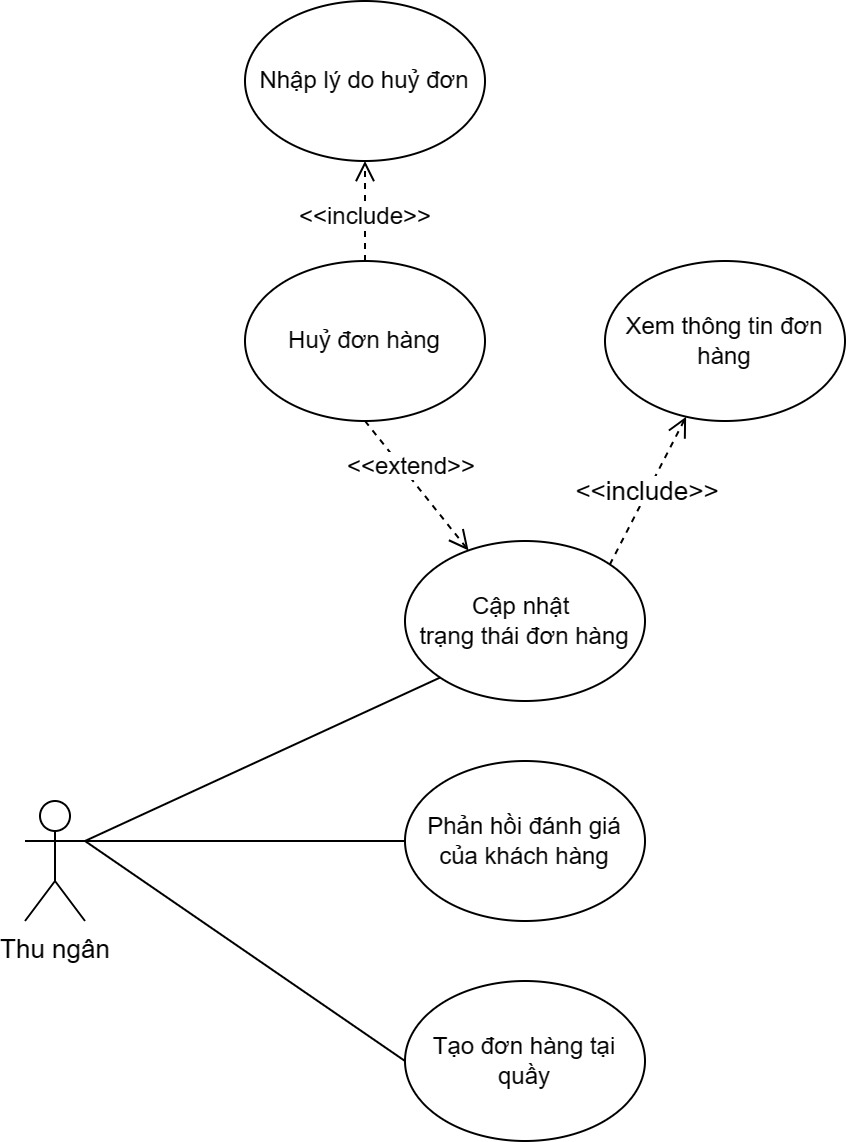 Nhập lý do huỷ đơn
<<include>>
Huỷ đơn hàng
Xem thông tin đơn
hàng
<<extend>>
<<include>>
Cập nhật
trạng thái đơn hàng
Phản hồi đánh giá
của khách hàng
Thu ngân
Tạo đơn hàng tại
quầy